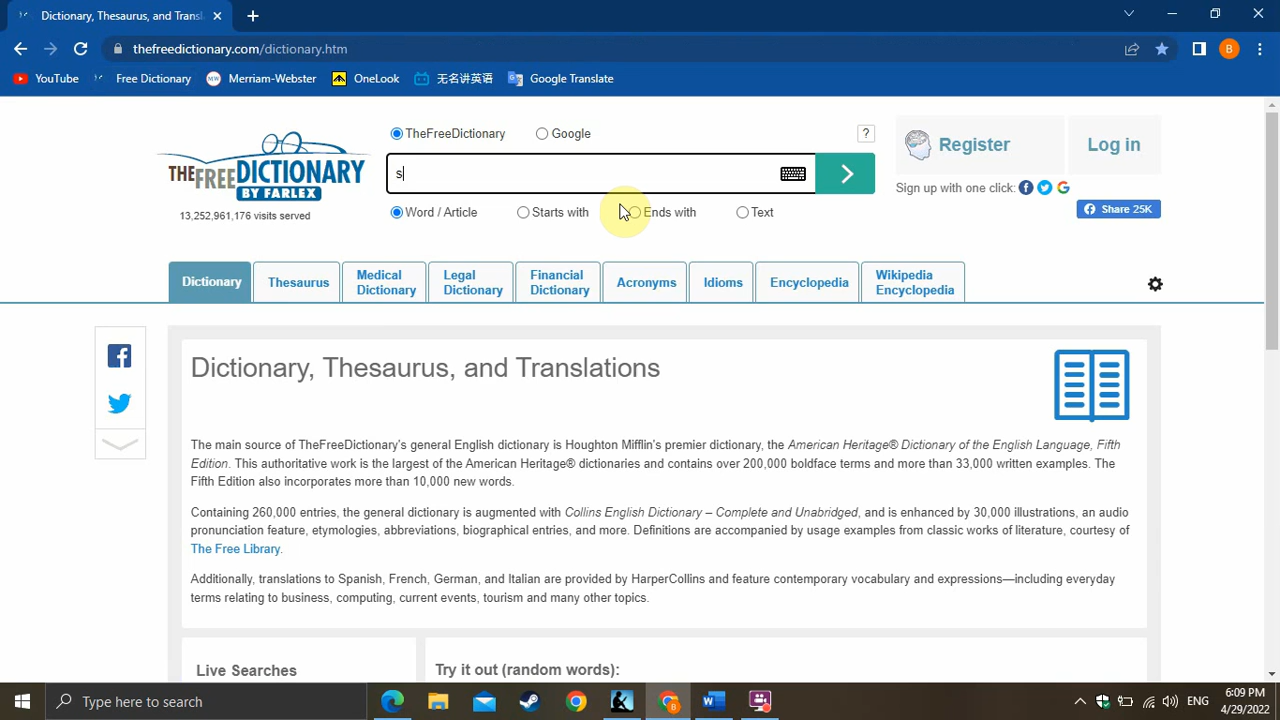 Dictionary, Thesaurus, and Transl
thefreedictionary.com/dictionary.htm
B
YouTube
Free Dictionary
MW Merriam-Webster
OneLook
无名讲英语
Google Translate
TheFreeDictionary
Google
?
Register
Log in
THE FREE DICTIONARY
BY FARLEX
s
Sign up with one click:
13,252,961,176 visits served
Word / Article
Starts with
Ends with
Text
Share 25K
Dictionary
Thesaurus
Medical
Dictionary
Legal
Dictionary
Financial
Dictionary
Acronyms
Idioms
Encyclopedia
Wikipedia
Encyclopedia
Dictionary, Thesaurus, and Translations
The main source of TheFreeDictionary's general English dictionary is Houghton Mifflin's premier dictionary, the American Heritage® Dictionary of the English Language, Fifth
Edition. This authoritative work is the largest of the American Heritage® dictionaries and contains over 200,000 boldface terms and more than 33,000 written examples. The
Fifth Edition also incorporates more than 10,000 new words.
Containing 260,000 entries, the general dictionary is augmented with Collins English Dictionary – Complete and Unabridged, and is enhanced by 30,000 illustrations, an audio
pronunciation feature, etymologies, abbreviations, biographical entries, and more. Definitions are accompanied by usage examples from classic works of literature, courtesy of
The Free Library.
Additionally, translations to Spanish, French, German, and Italian are provided by HarperCollins and feature contemporary vocabulary and expressions—including everyday
terms relating to business, computing, current events, tourism and many other topics.
Live Searches
Try it out (random words):
Type here to search
ENG
6:09 PM
4/29/2022